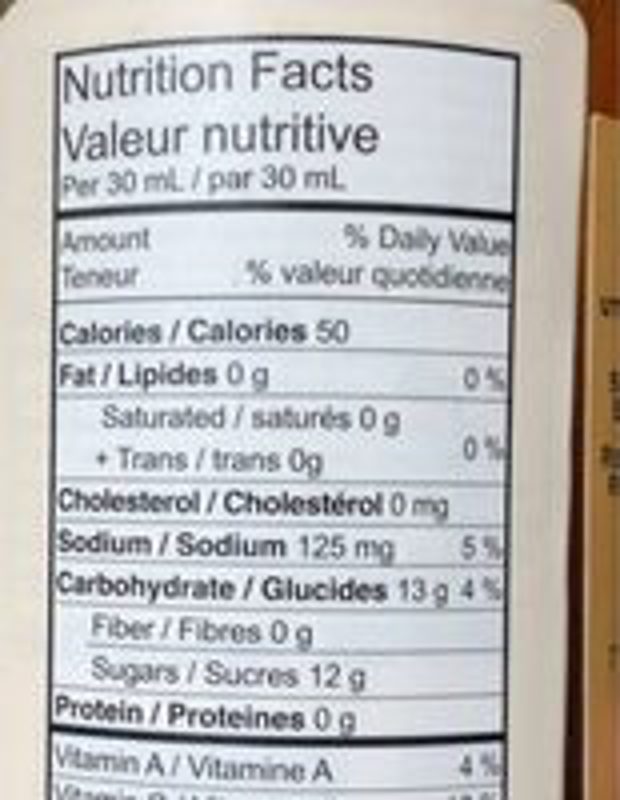 Nutrition Facts
Valeur nutritive
Per 30 mL / par 30 mL
Amount % Daily Value
Teneur % valeur quotidienne
Calories / Calories 50
Fat / Lipides 0 g 0 %
Saturated / saturés 0 g
+ Trans / trans 0g 0 %
Cholesterol / Cholestérol 0 mg
Sodium / Sodium 125 mg 5 %
Carbohydrate / Glucides 13 g 4 %
Fiber / Fibres 0 g
Sugars / Sucres 12 g
Protein / Proteines 0 g
Vitamin A / Vitamine A 4 %